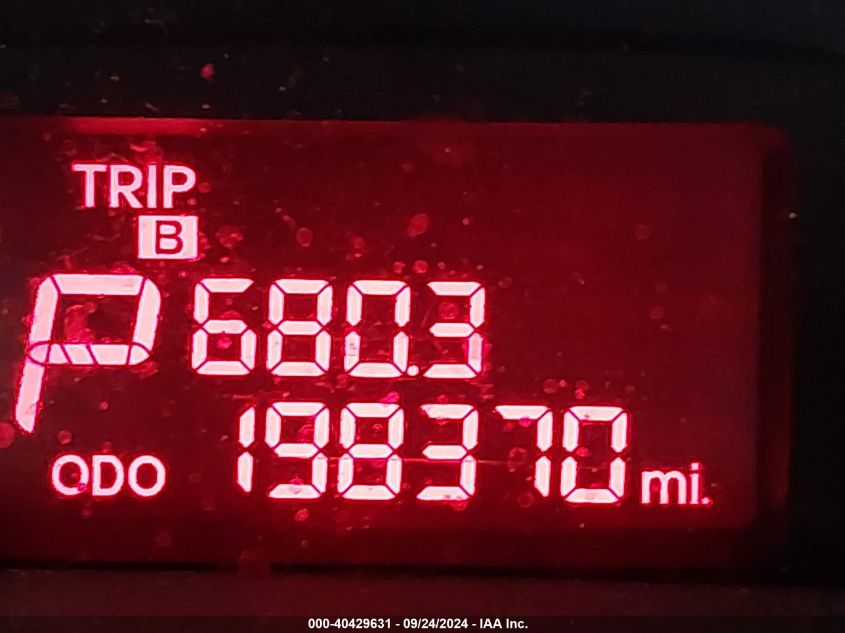 TRIP
B
P 680.3
ODO 198370 mi.
000-40429631 - 09/24/2024 - IAA Inc.